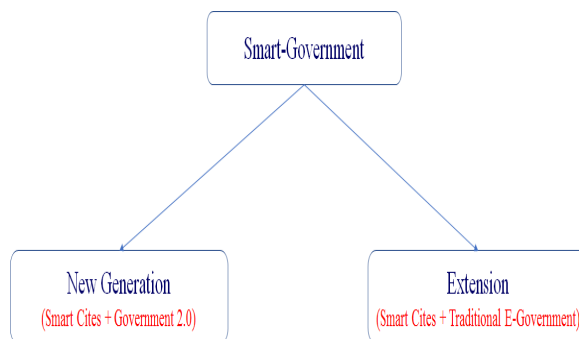 Smart-Government
New Generation
(Smart Cites + Government 2.0)
Extension
(Smart Cites + Traditional E-Government)